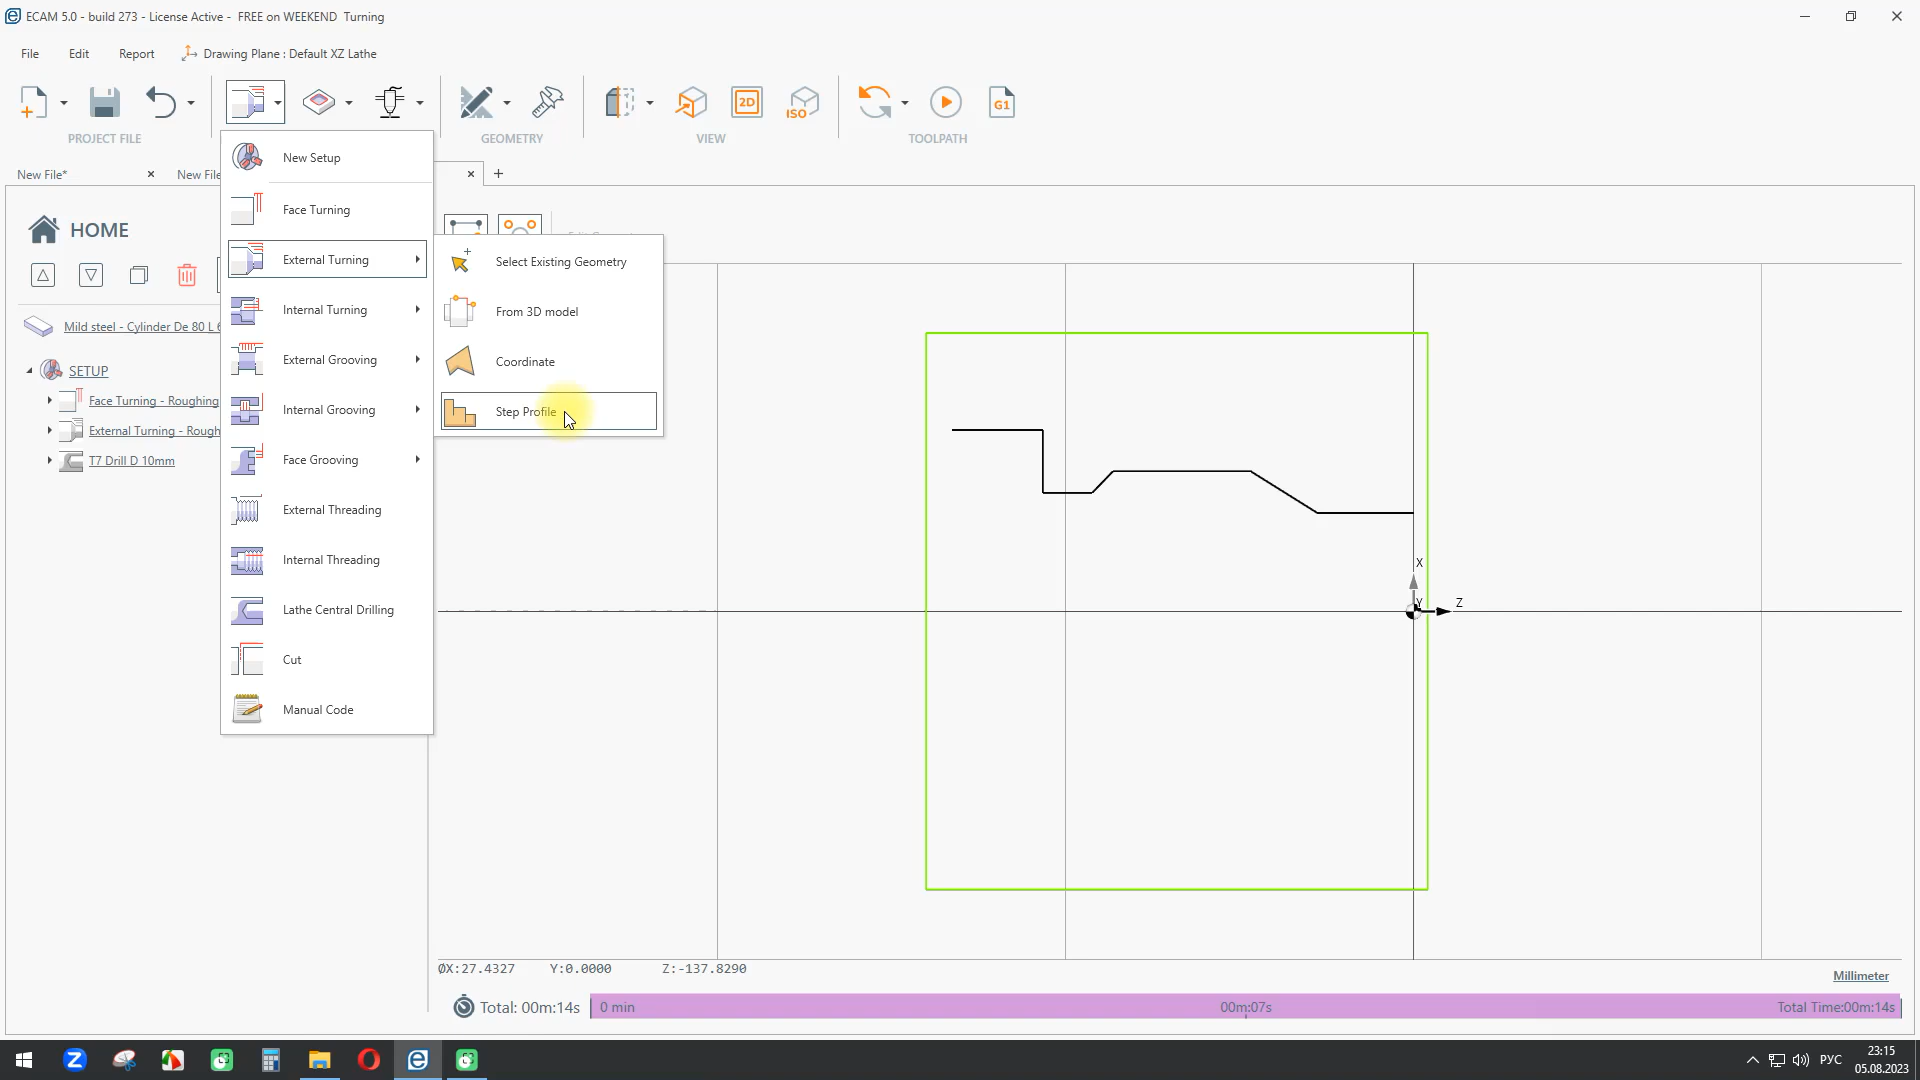 ECAM 5.0 - build 273 - License Active - FREE on WEEKEND Turning
File Edit Report Drawing Plane : Default XZ Lathe
2D ISO G1
PROJECT FILE GEOMETRY VIEW TOOLPATH
New File* × New File × +
HOME
Mild steel - Cylinder De 80 L
SETUP
Face Turning - Roughing
External Turning - Rough
T7 Drill D 10mm
New Setup
Face Turning
External Turning
Internal Turning
External Grooving
Internal Grooving
Face Grooving
External Threading
Internal Threading
Lathe Central Drilling
Cut
Manual Code
Select Existing Geometry
From 3D model
Coordinate
Step Profile
X
Y Z
ØX:27.4327 Y:0.0000 Z:-137.8290
Millimeter
Total: 00m:14s 0 min 00m:07s Total Time:00m:14s
РУС 23:15
05.08.2023